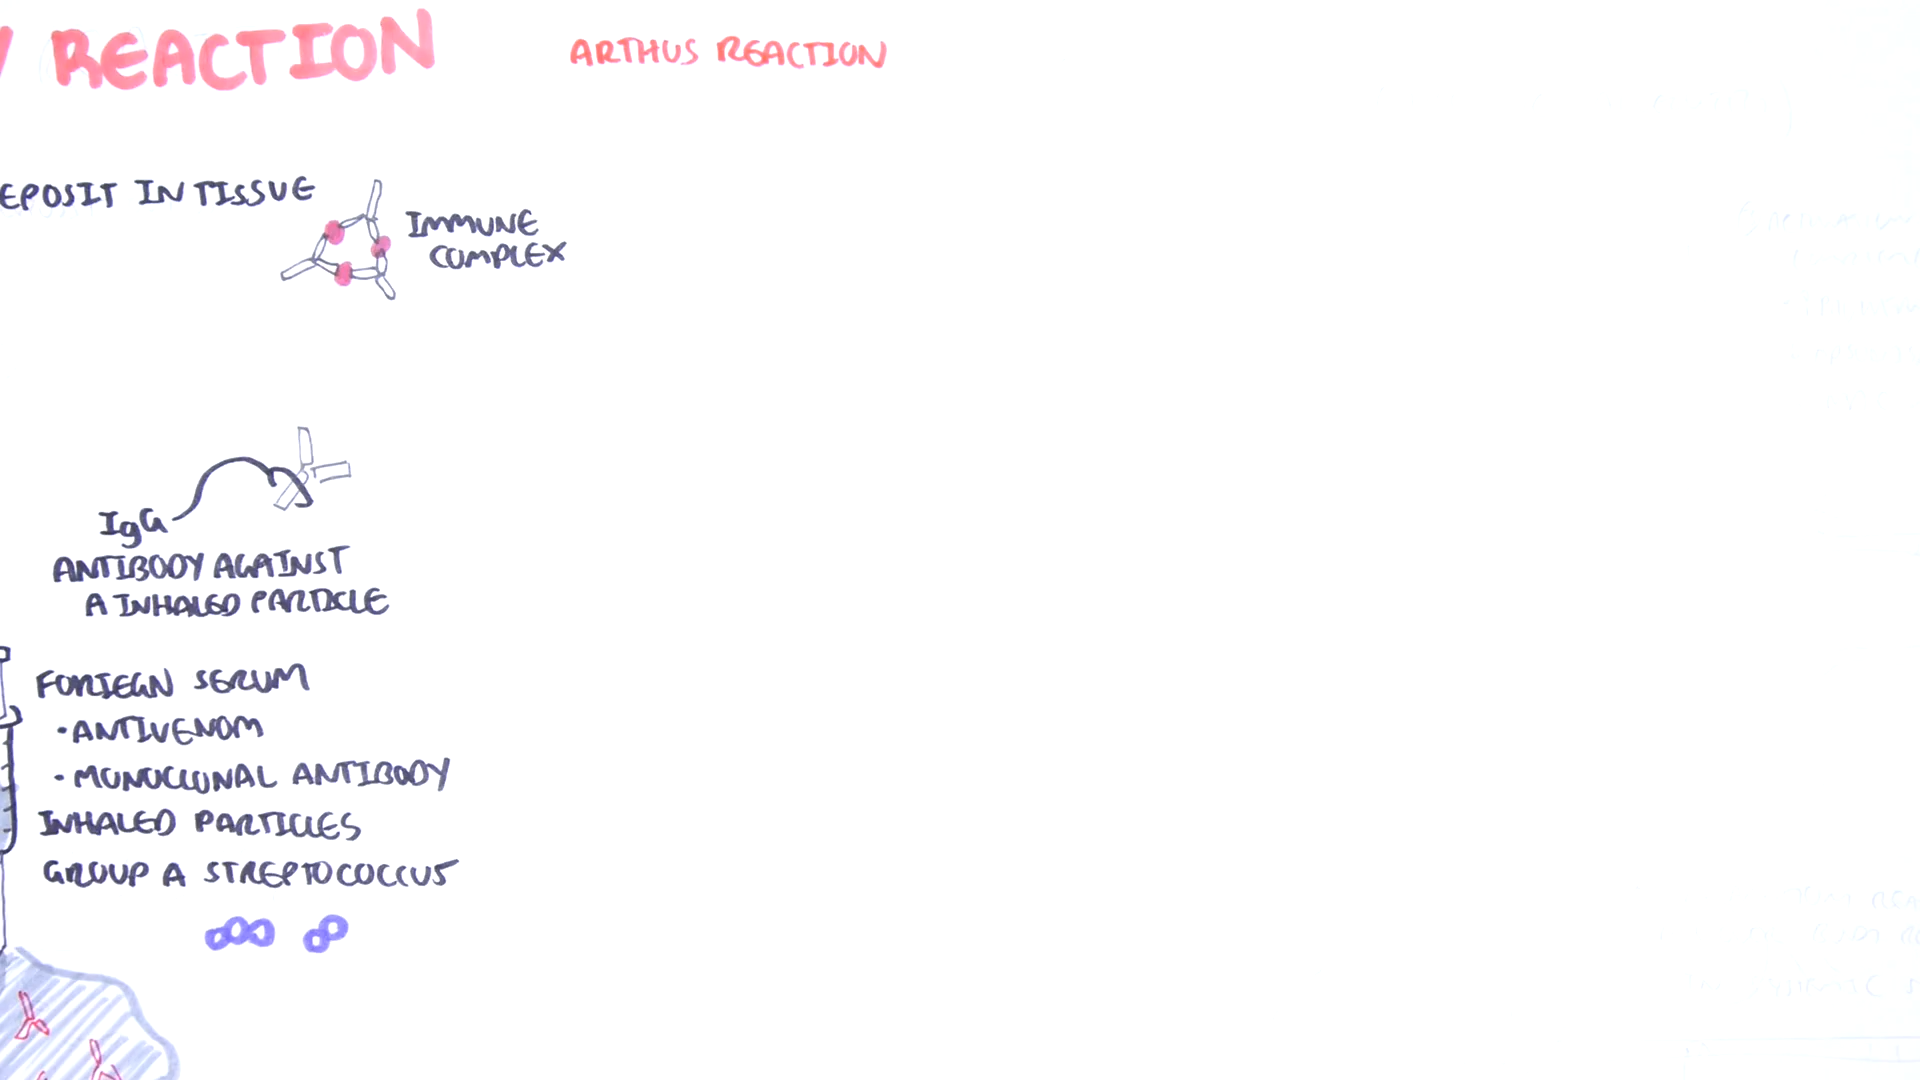 REACTION
ARTHUS REACTION
EPOSIT IN TISSUE
IMMUNE
COMPLEX
IgG
ANTIBODY AGAINST
A INHALED PARTICLE
FORIEGN SERUM
• ANTIVENOM
• MONOCLONAL ANTIBODY
INHALED PARTICLES
GROUP A STREPTOCOCCUS